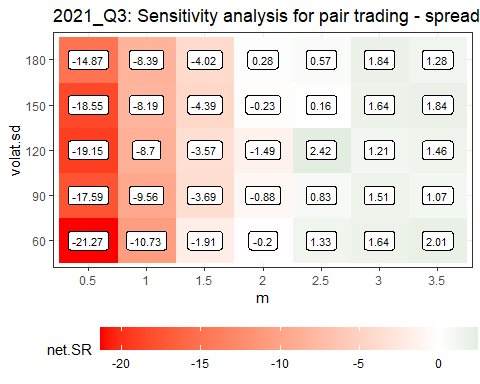 2021_Q3: Sensitivity analysis for pair trading - spread
volat.sd
180 -14.87 -8.39 -4.02 0.28 0.57 1.84 1.28
150 -18.55 -8.19 -4.39 -0.23 0.16 1.64 1.84
120 -19.15 -8.7 -3.57 -1.49 2.42 1.21 1.46
90 -17.59 -9.56 -3.69 -0.88 0.83 1.51 1.07
60 -21.27 -10.73 -1.91 -0.2 1.33 1.64 2.01
0.5 1 1.5 2 2.5 3 3.5
m
net.SR
-20 -15 -10 -5 0